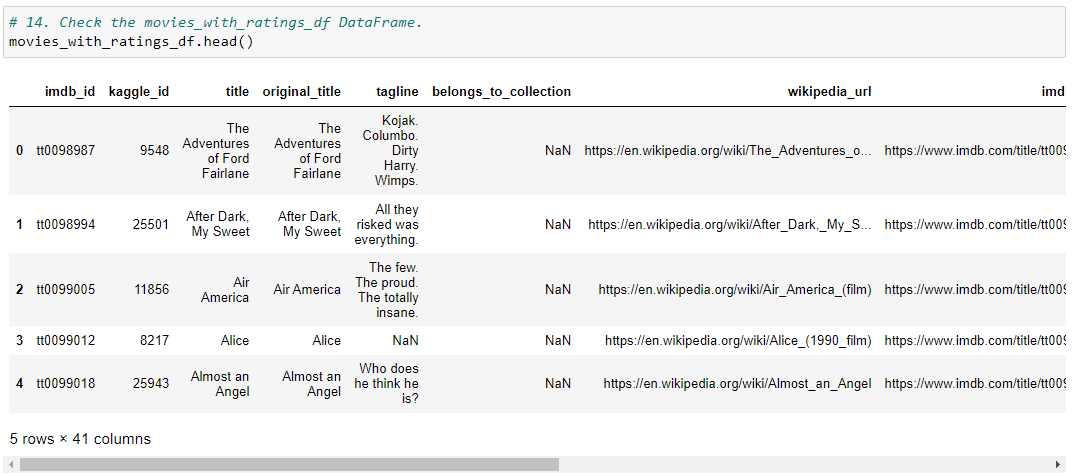 # 14. Check the movies_with_ratings_df DataFrame.
movies_with_ratings_df.head()
imdb_id kaggle_id title original_title tagline belongs_to_collection wikipedia_url imd
0 tt0098987 9548 The Adventures of Ford Fairlane The Adventures of Ford Fairlane Kojak. Columbo. Dirty Harry. Wimps. NaN https://en.wikipedia.org/wiki/The_Adventures_o... https://www.imdb.com/title/tt009
1 tt0098994 25501 After Dark, My Sweet After Dark, My Sweet All they risked was everything. NaN https://en.wikipedia.org/wiki/After_Dark,_My_S... https://www.imdb.com/title/tt009
2 tt0099005 11856 Air America Air America The few. The proud. The totally insane. NaN https://en.wikipedia.org/wiki/Air_America_(film) https://www.imdb.com/title/tt009
3 tt0099012 8217 Alice Alice NaN NaN https://en.wikipedia.org/wiki/Alice_(1990_film) https://www.imdb.com/title/tt009
4 tt0099018 25943 Almost an Angel Almost an Angel Who does he think he is? NaN https://en.wikipedia.org/wiki/Almost_an_Angel https://www.imdb.com/title/tt009
5 rows × 41 columns